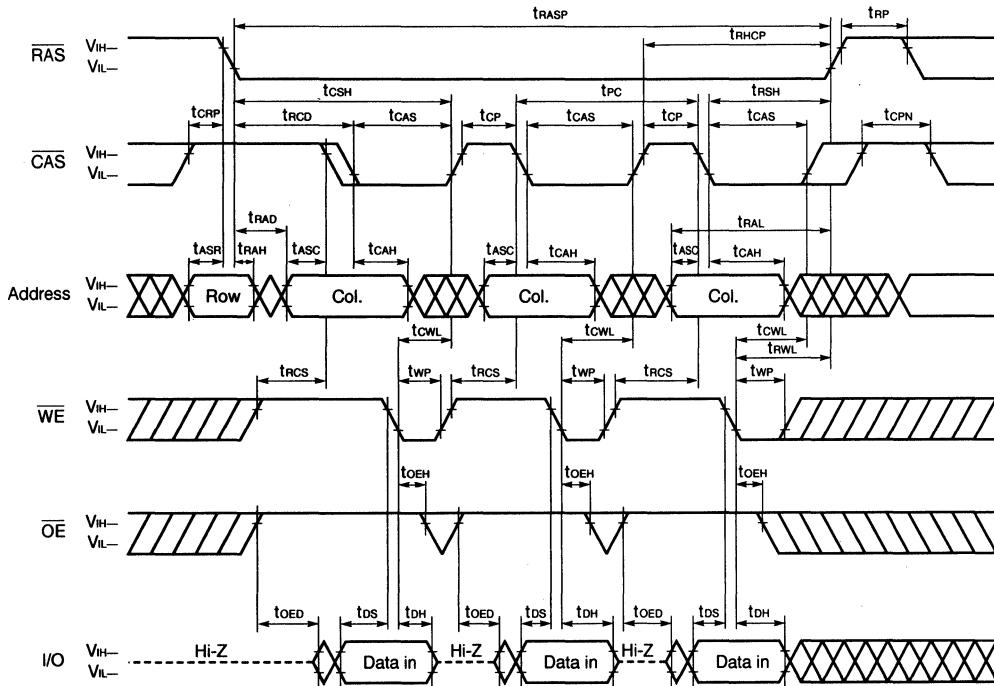 tRASP
tRP
tRHCP
RAS
VIH—
VIL—
tCSH
tPC
tRSH
tCRP
tRCD
tCAS
tCP
tCAS
tCP
tCAS
tCPN
CAS
VIH—
VIL—
tRAD
tRAL
tASR
tRAH
tASC
tCAH
tASC
tCAH
tASC
tCAH
Address
VIH—
VIL—
Row
Col.
Col.
Col.
tCWL
tCWL
tCWL
tRWL
tRCS
tWP
tRCS
tWP
tRCS
tWP
WE
VIH—
VIL—
tOEH
tOEH
tOEH
OE
VIH—
VIL—
tOED
tDS
tDH
tOED
tDS
tDH
tOED
tDS
tDH
I/O
VIH—
VIL—
Hi-Z
Data in
Hi-Z
Data in
Hi-Z
Data in